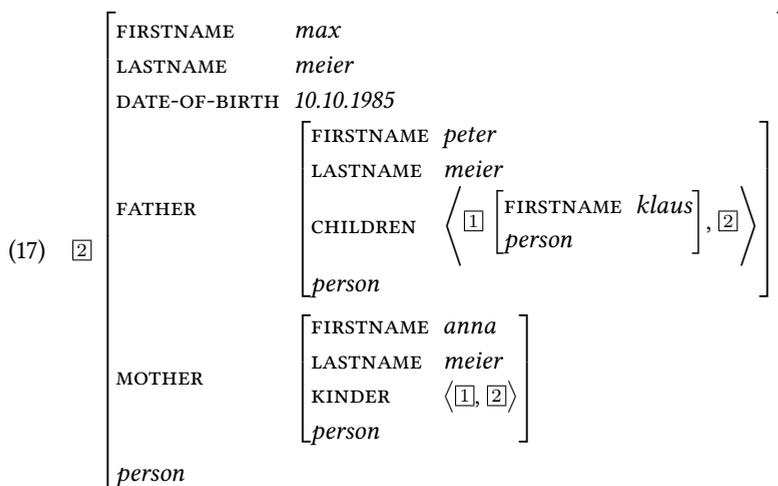 FIRSTNAME max
LASTNAME meier
DATE-OF-BIRTH 10.10.1985
FIRSTNAME peter
LASTNAME meier
FATHER
CHILDREN ⟨ 1 [FIRSTNAME klaus
person], 2 ⟩
person
(17) 2
FIRSTNAME anna
LASTNAME meier
MOTHER
KINDER ⟨1, 2⟩
person
person